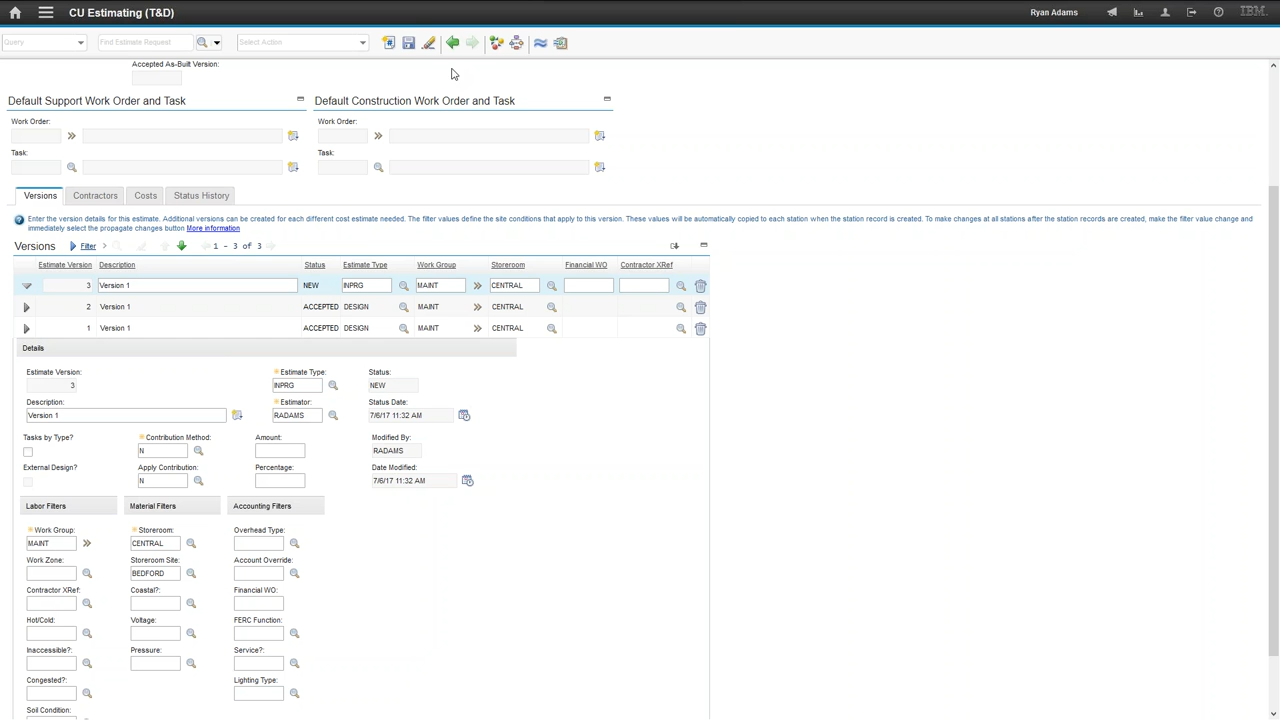 CU Estimating (T&D)
Ryan Adams
IBM
Query
Find Estimate Request
Select Action
Accepted As-Built Version:
Default Support Work Order and Task
Default Construction Work Order and Task
Work Order:
Work Order:
Task:
Task:
Versions
Contractors
Costs
Status History
Enter the version details for this estimate. Additional versions can be created for each different cost estimate needed. The filter values define the site conditions that apply to this version. These values will be automatically copied to each station when the station record is created. To make changes at all stations after the station records are created, make the filter value change and
immediately select the propagate changes button More information
Versions Filter 1 - 3 of 3
Estimate Version Description Status Estimate Type Work Group Storeroom Financial WO Contractor XRef
3 Version 1 NEW INPRG MAINT CENTRAL
2 Version 1 ACCEPTED DESIGN MAINT CENTRAL
1 Version 1 ACCEPTED DESIGN MAINT CENTRAL
Details
Estimate Version: Estimate Type: Status:
3 INPRG NEW
Description: Estimator: Status Date:
Version 1 RADAMS 7/6/17 11:32 AM
Tasks by Type? Contribution Method: Amount: Modified By:
N RADAMS
External Design? Apply Contribution: Percentage: Date Modified:
N 7/6/17 11:32 AM
Labor Filters Material Filters Accounting Filters
Work Group: Storeroom: Overhead Type:
MAINT CENTRAL
Work Zone: Storeroom Site: Account Override:
BEDFORD
Contractor XRef: Coastal?: Financial WO:
Hot/Cold: Voltage: FERC Function:
Inaccessible?: Pressure: Service?:
Congested?: Lighting Type:
Soil Condition: